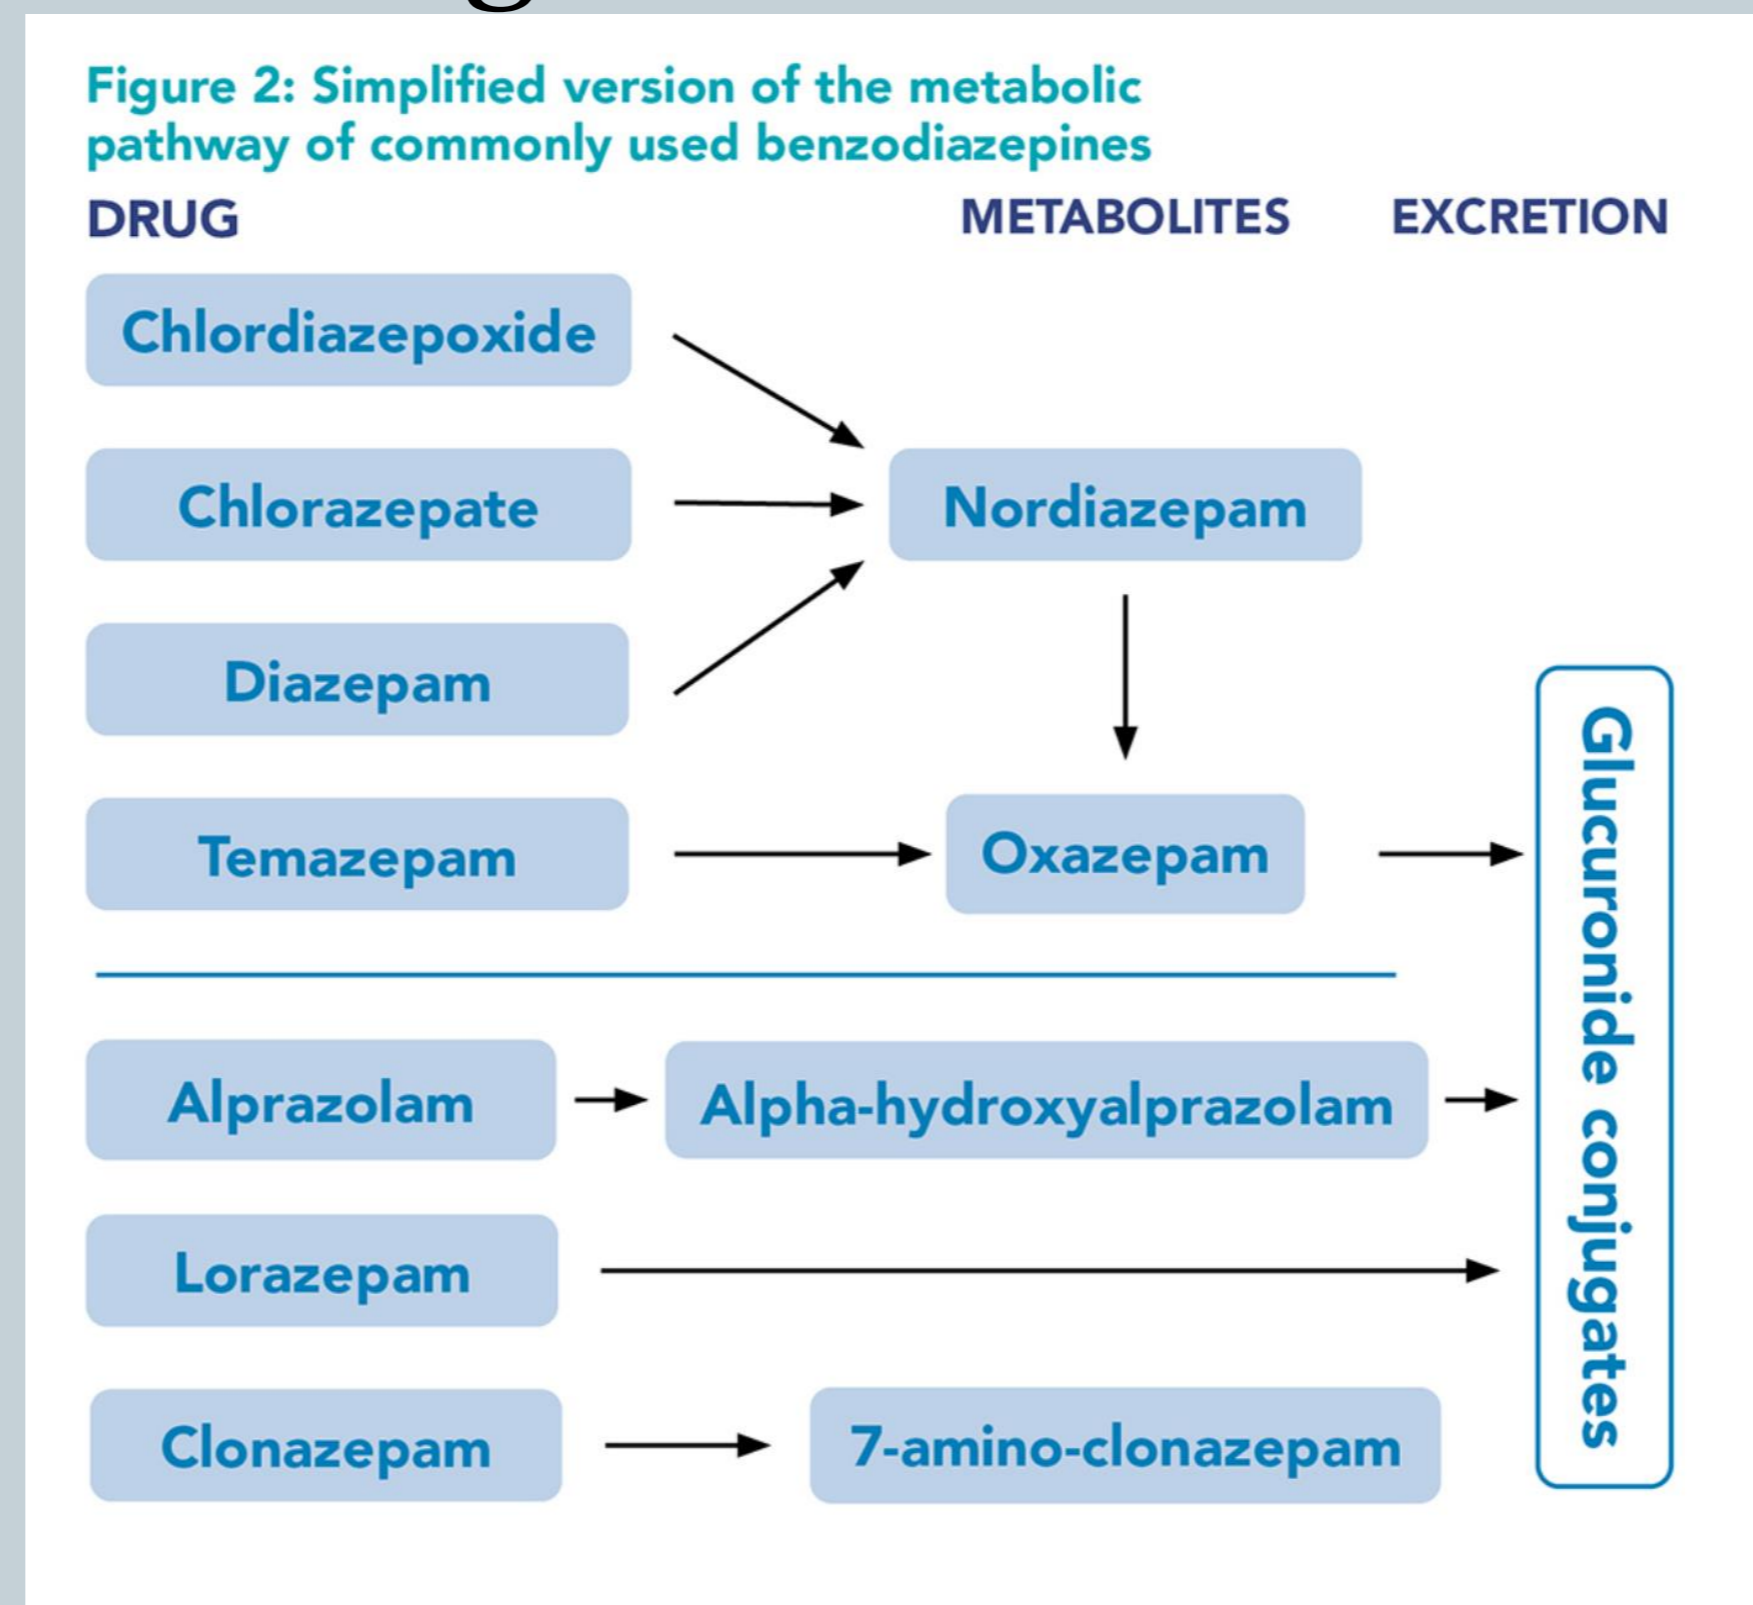 Figure 2: Simplified version of the metabolic
pathway of commonly used benzodiazepines
DRUG METABOLITES EXCRETION
Chlordiazepoxide
Chlorazepate Nordiazepam
Diazepam
Temazepam Oxazepam
Alprazolam Alpha-hydroxyalprazolam
Lorazepam
Clonazepam 7-amino-clonazepam
Glucuronide conjugates